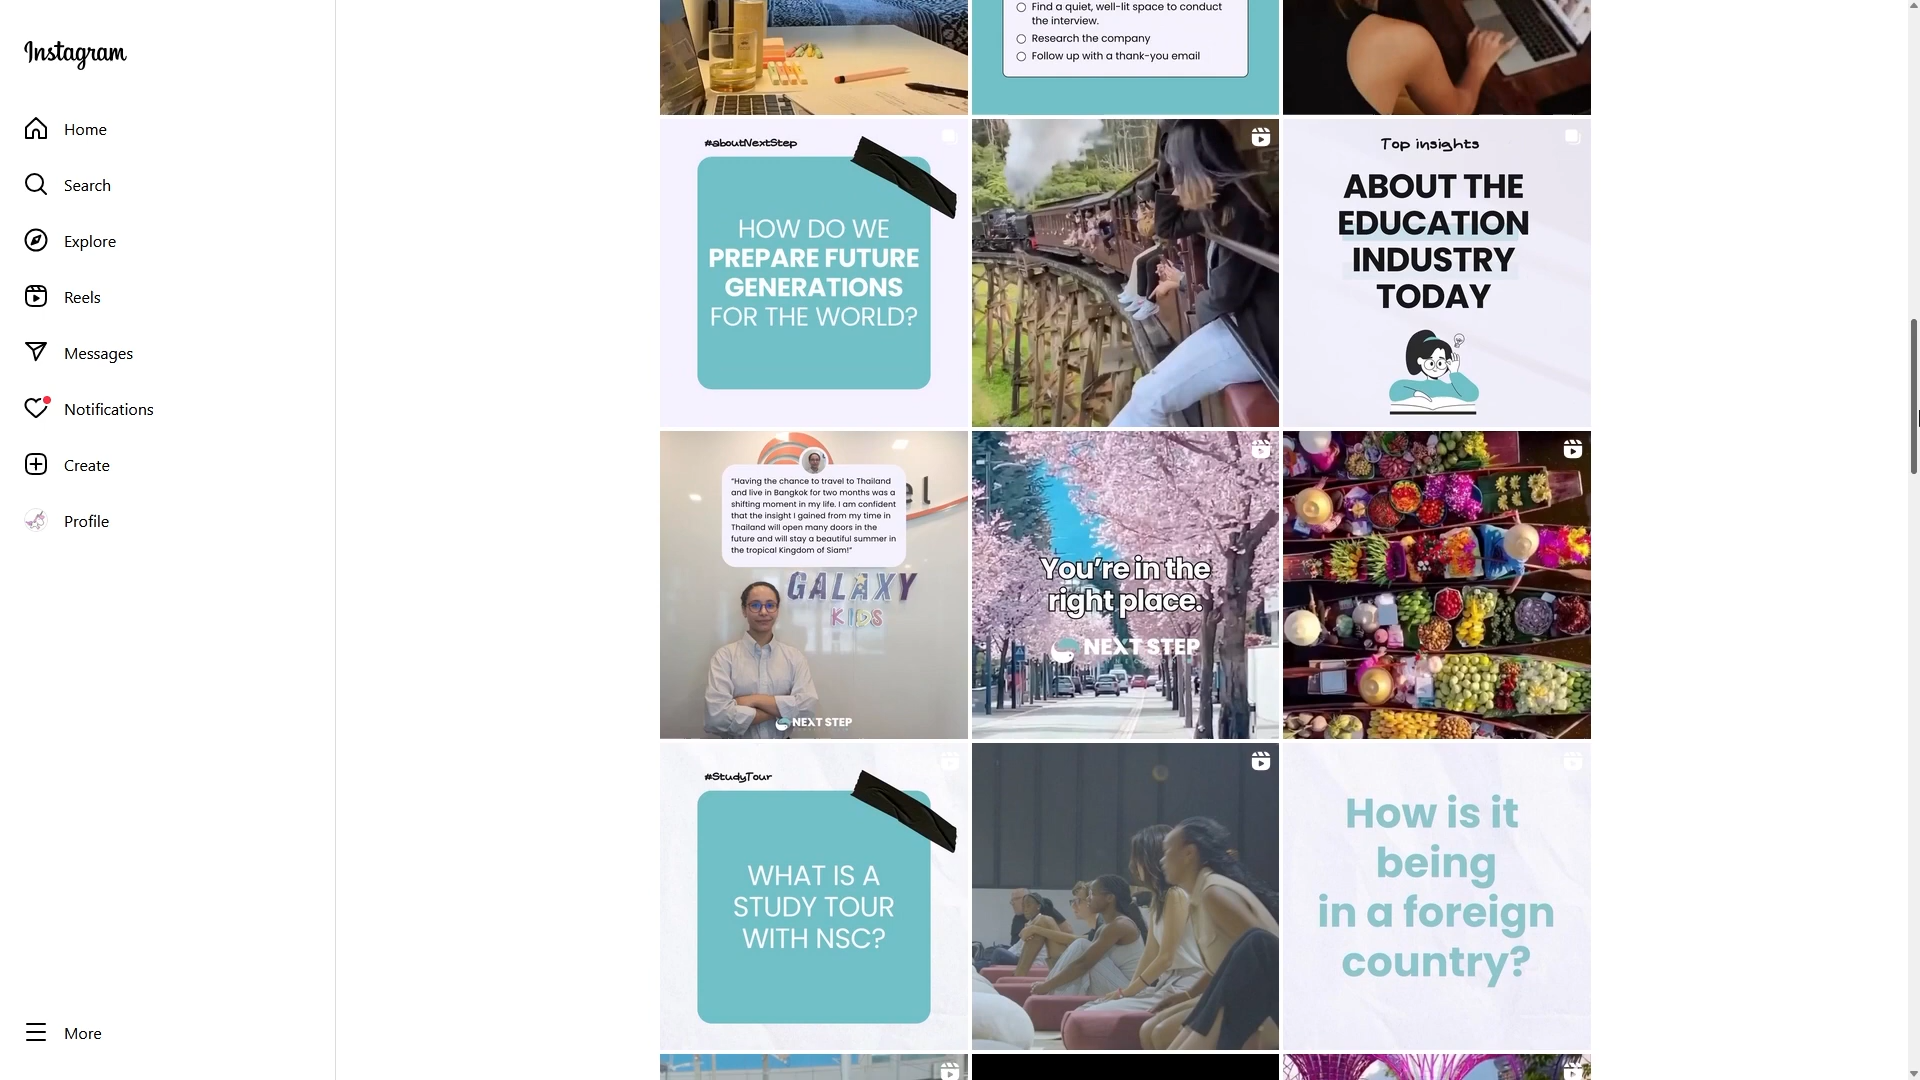 Instagram
Home
Search
Explore
Reels
Messages
Notifications
Create
Profile
More
Find a quiet, well-lit space to conduct
the interview.
Research the company
Follow up with a thank-you email
#aboutNextStep
HOW DO WE
PREPARE FUTURE
GENERATIONS
FOR THE WORLD?
Top insights
ABOUT THE
EDUCATION
INDUSTRY
TODAY
"Having the chance to travel to Thailand
and live in Bangkok for two months was a
shifting moment in my life. I am confident
that the insight I gained from my time in
Thailand will open many doors in the
future and will stay a beautiful summer in
the tropical Kingdom of Siam!"
el
GALAXY
KIDS
NEXT STEP
You're in the
right place.
NEXT STEP
#StudyTour
WHAT IS A
STUDY TOUR
WITH NSC?
How is it
being
in a foreign
country?